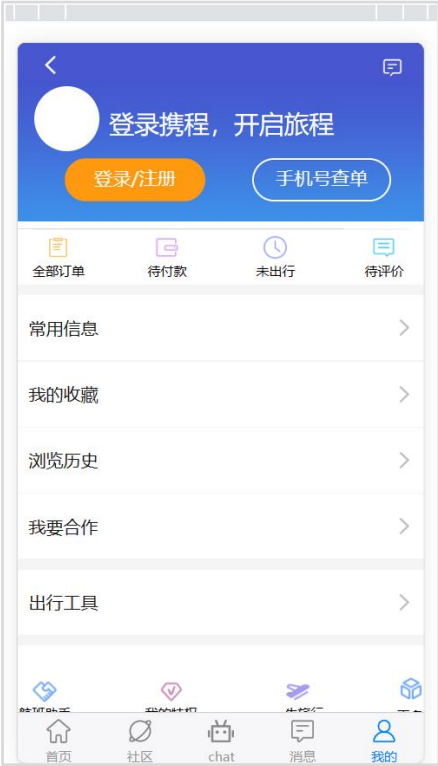 登录携程，开启旅程
登录/注册
手机号查单
全部订单
待付款
未出行
待评价
常用信息
我的收藏
浏览历史
我要合作
出行工具
首页
社区
chat
消息
我的